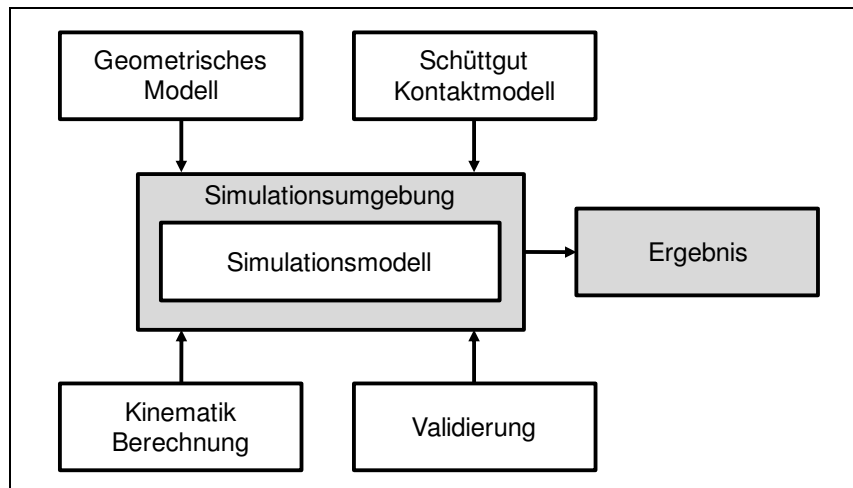 Geometrisches
Modell
Schüttgut
Kontaktmodell
Simulationsumgebung
Simulationsmodell
Ergebnis
Kinematik
Berechnung
Validierung